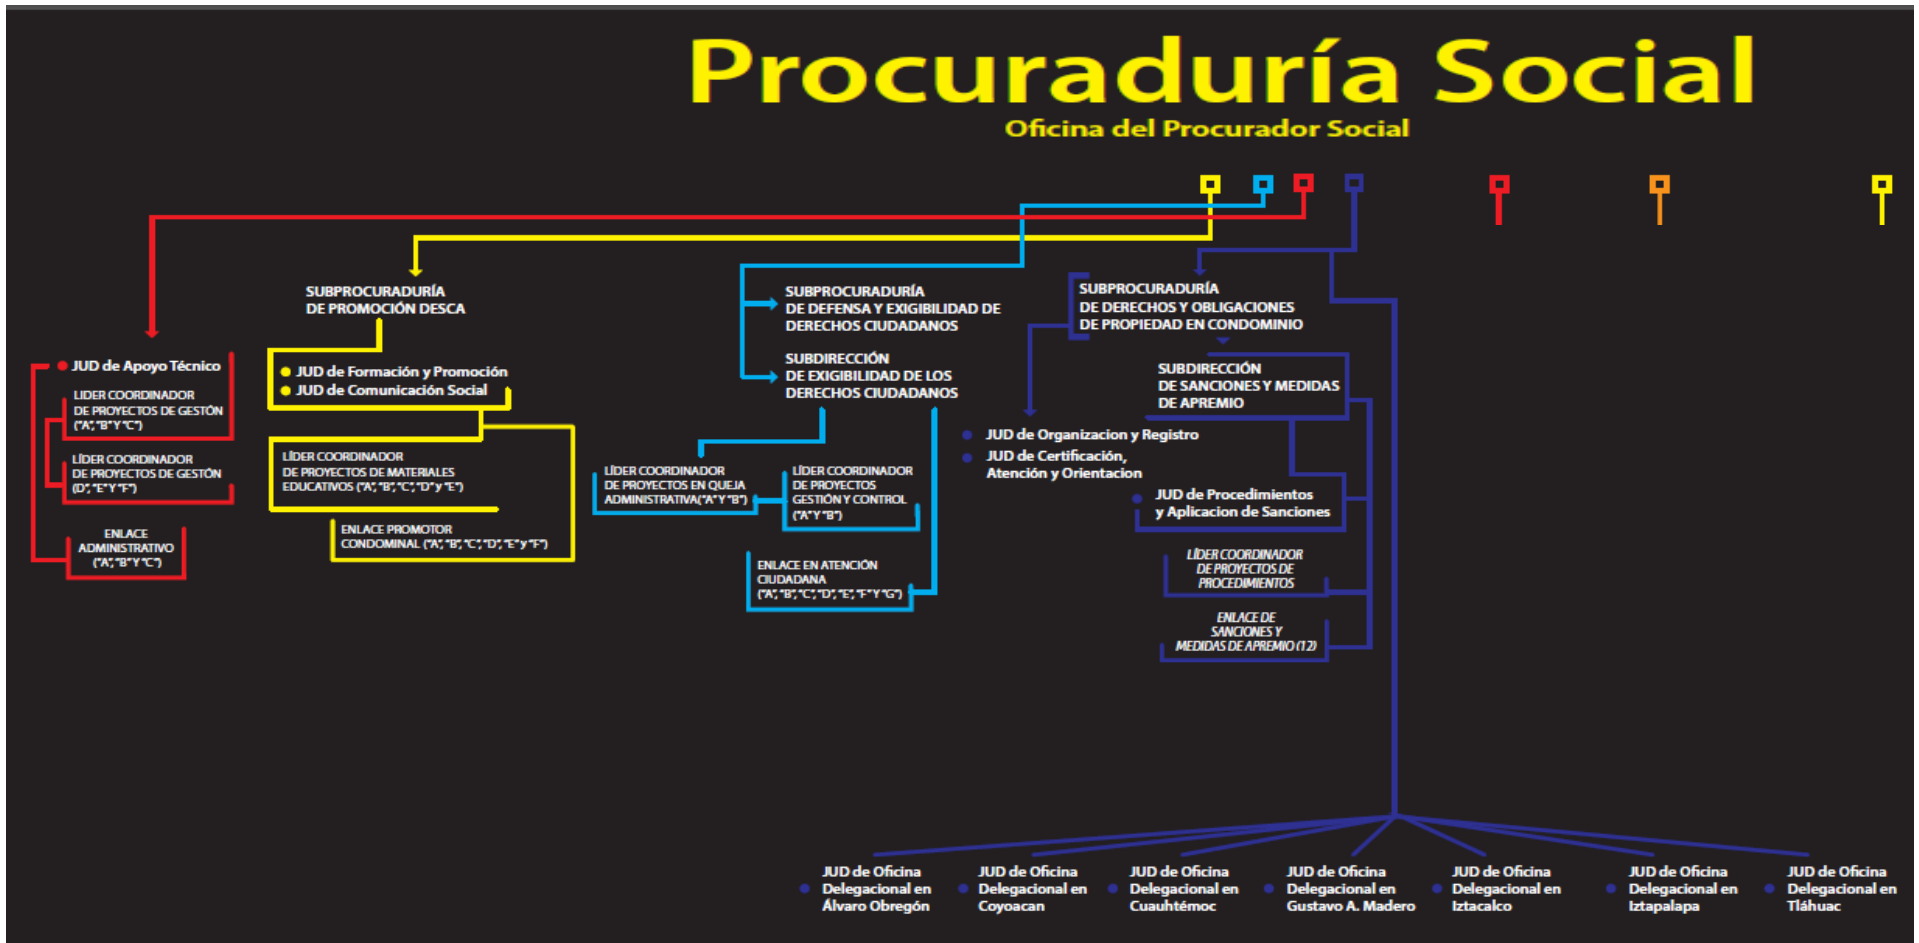 Procuraduría Social
Oficina del Procurador Social
JUD de Apoyo Técnico
LIDER COORDINADOR
DE PROYECTOS DE GESTÓN
("A", "B" Y "C")
LÍDER COORDINADOR
DE PROYECTOS DE GESTÓN
(D", "E" Y "F")
ENLACE
ADMINISTRATIVO
("A", "B" Y "C")
SUBPROCURADURÍA
DE PROMOCIÓN DESCA
JUD de Formación y Promoción
JUD de Comunicación Social
LÍDER COORDINADOR
DE PROYECTOS DE MATERIALES
EDUCATIVOS ("A", "B", "C", "D" y "E")
ENLACE PROMOTOR
CONDOMINAL ("A", "B", "C", "D", "E" y "F")
SUBPROCURADURÍA
DE DEFENSA Y EXIGIBILIDAD DE
DERECHOS CIUDADANOS
SUBDIRECCIÓN
DE EXIGIBILIDAD DE LOS
DERECHOS CIUDADANOS
LÍDER COORDINADOR
DE PROYECTOS EN QUEJA
ADMINISTRATIVA("A" Y "B")
LÍDER COORDINADOR
DE PROYECTOS
GESTIÓN Y CONTROL
("A" Y "B")
ENLACE EN ATENCIÓN
CIUDADANA
("A", "B", "C", "D", "E", "F" Y "G")
SUBPROCURADURÍA
DE DERECHOS Y OBLIGACIONES
DE PROPIEDAD EN CONDOMINIO
SUBDIRECCIÓN
DE SANCIONES Y MEDIDAS
DE APREMIO
JUD de Organizacion y Registro
JUD de Certificación,
Atención y Orientacion
JUD de Procedimientos
y Aplicacion de Sanciones
LÍDER COORDINADOR
DE PROYECTOS DE
PROCEDIMIENTOS
ENLACE DE
SANCIONES Y
MEDIDAS DE APREMIO (12)
JUD de Oficina
Delegacional en
Álvaro Obregón
JUD de Oficina
Delegacional en
Coyoacan
JUD de Oficina
Delegacional en
Cuauhtémoc
JUD de Oficina
Delegacional en
Gustavo A. Madero
JUD de Oficina
Delegacional en
Iztacalco
JUD de Oficina
Delegacional en
Iztapalapa
JUD de Oficina
Delegacional en
Tláhuac